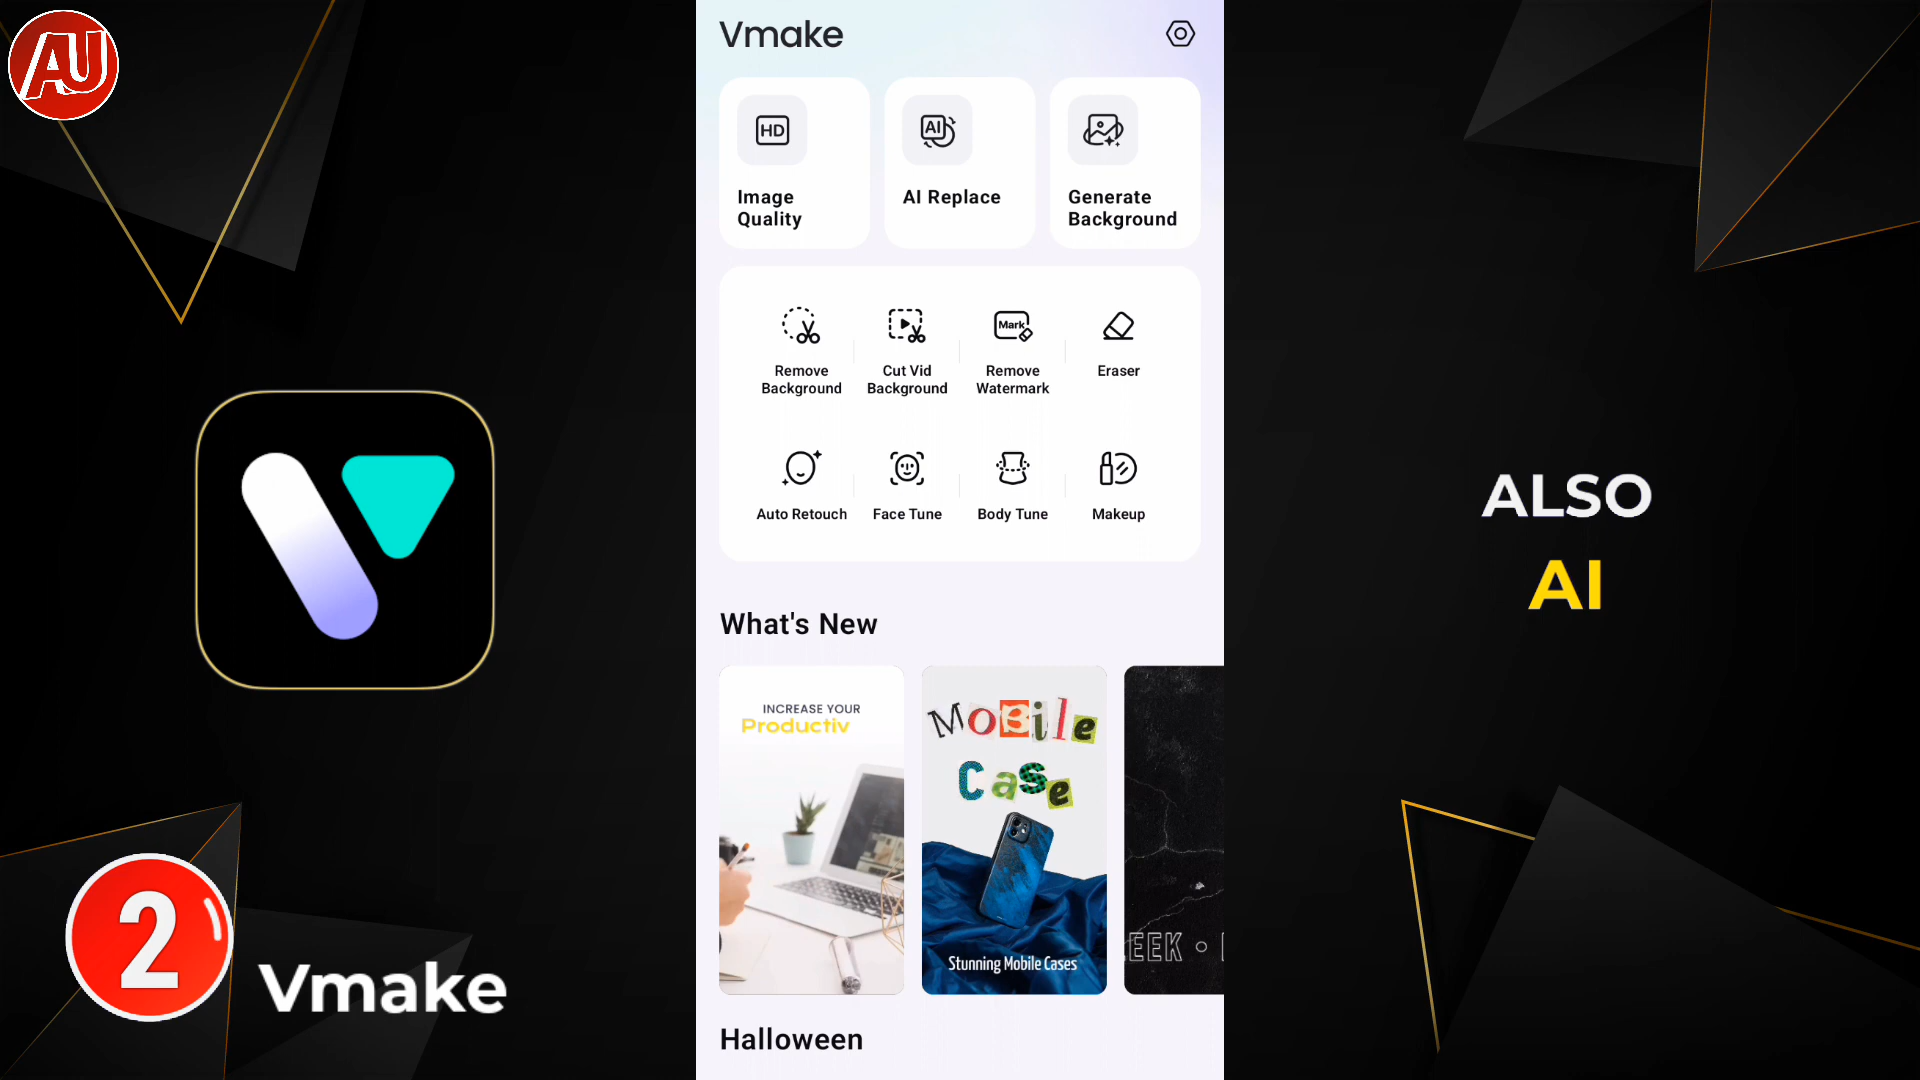 AU
Vmake
HD
AI
Image
Quality
AI Replace
Generate
Background
Mark
Remove
Background
Cut Vid
Background
Remove
Watermark
Eraser
Auto Retouch
Face Tune
Body Tune
Makeup
What's New
INCREASE YOUR
Productiv
MoBile
Case
Stunning Mobile Cases
EEK
Halloween
ALSO
AI
2
Vmake